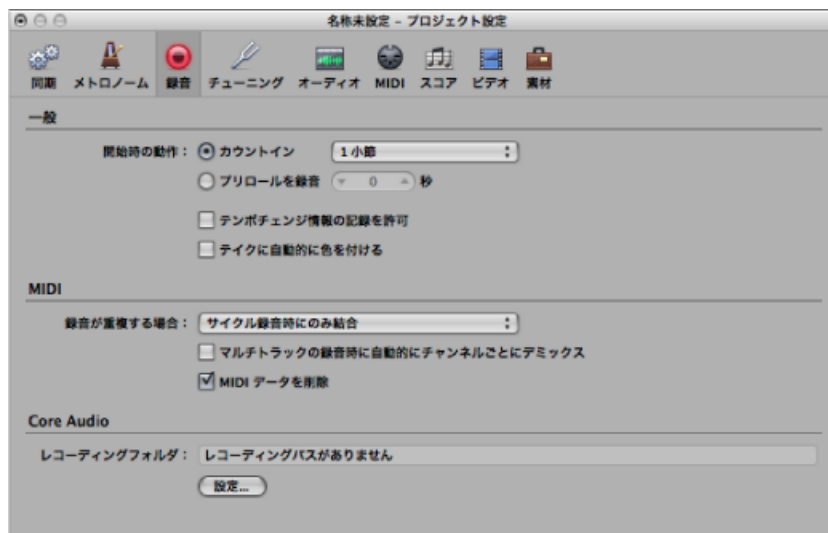 名称未設定 – プロジェクト設定
同期 メトロノーム 録音 チューニング オーディオ MIDI スコア ビデオ 素材
一般
開始時の動作： カウントイン 1 小節
プリロールを録音 0 秒
テンポチェンジ情報の記録を許可
テイクに自動的に色を付ける
MIDI
録音が重複する場合： サイクル録音時にのみ結合
マルチトラックの録音時に自動的にチャンネルごとにデミックス
MIDI データを削除
Core Audio
レコーディングフォルダ： レコーディングパスがありません
設定...